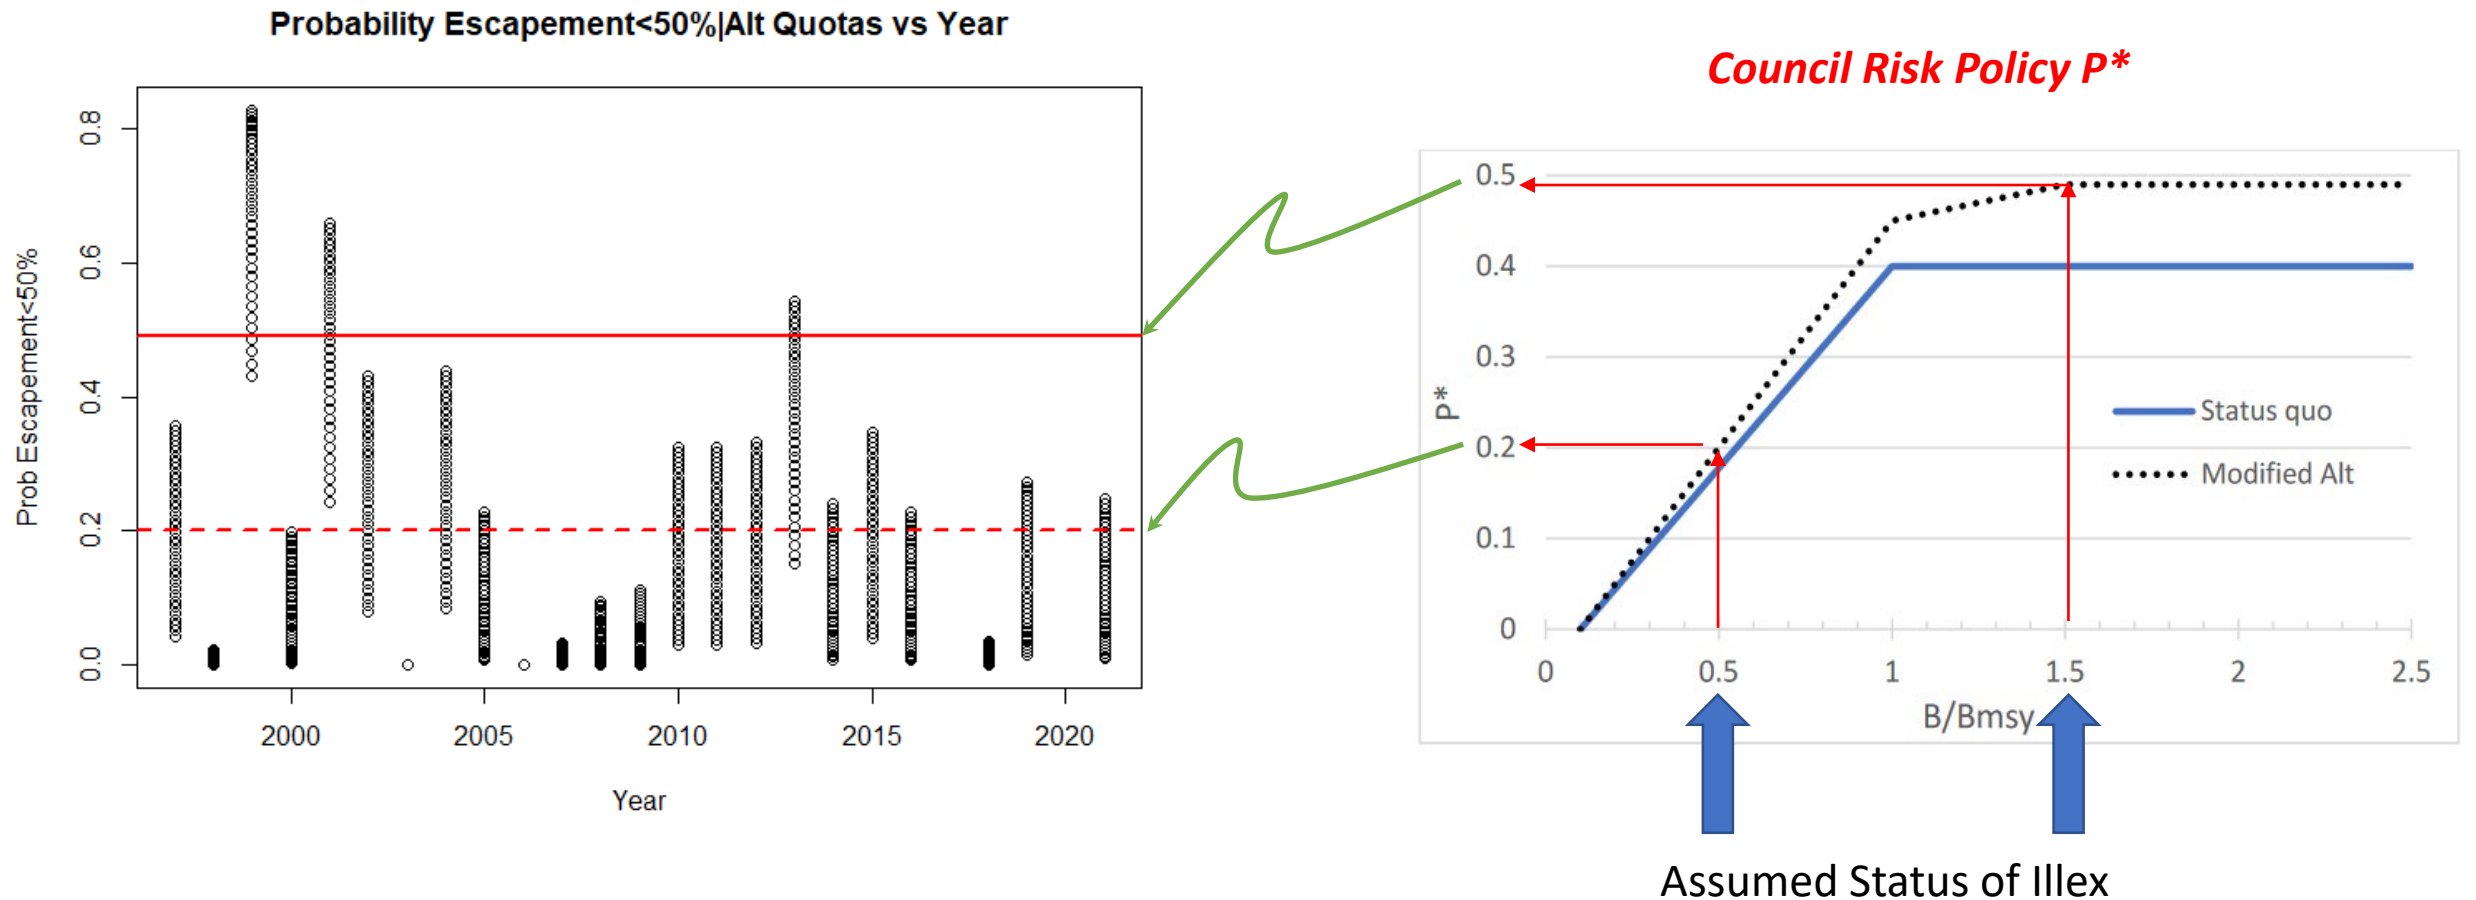 Probability Escapement<50%|Alt Quotas vs Year
Prob Escapement<50%
0.8
0.6
0.4
0.2
0.0
2000
2005
2010
2015
2020
Year
Council Risk Policy P*
P*
0.5
0.4
0.3
0.2
0.1
0
Status quo
Modified Alt
0
0.5
1
1.5
2
2.5
B/Bmsy
Assumed Status of Illex